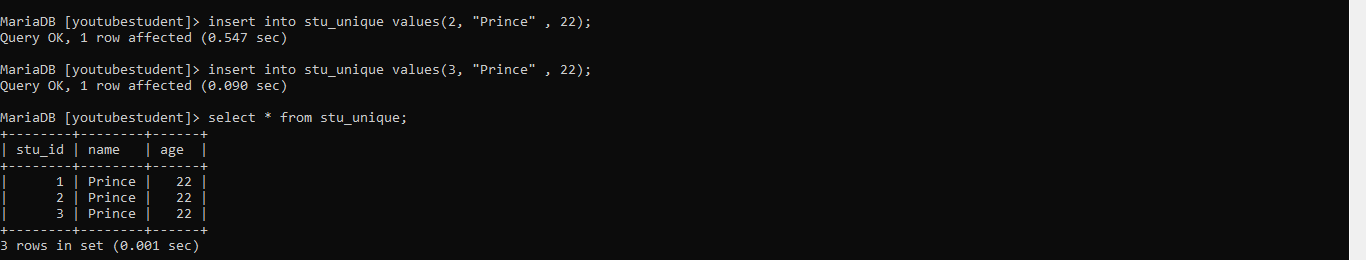 MariaDB [youtubestudent]> insert into stu_unique values(2, "Prince" , 22);
Query OK, 1 row affected (0.547 sec)
MariaDB [youtubestudent]> insert into stu_unique values(3, "Prince" , 22);
Query OK, 1 row affected (0.090 sec)
MariaDB [youtubestudent]> select * from stu_unique;
+--------+--------+------+
| stu_id | name   | age  |
+--------+--------+------+
|      1 | Prince |   22 |
|      2 | Prince |   22 |
|      3 | Prince |   22 |
+--------+--------+------+
3 rows in set (0.001 sec)